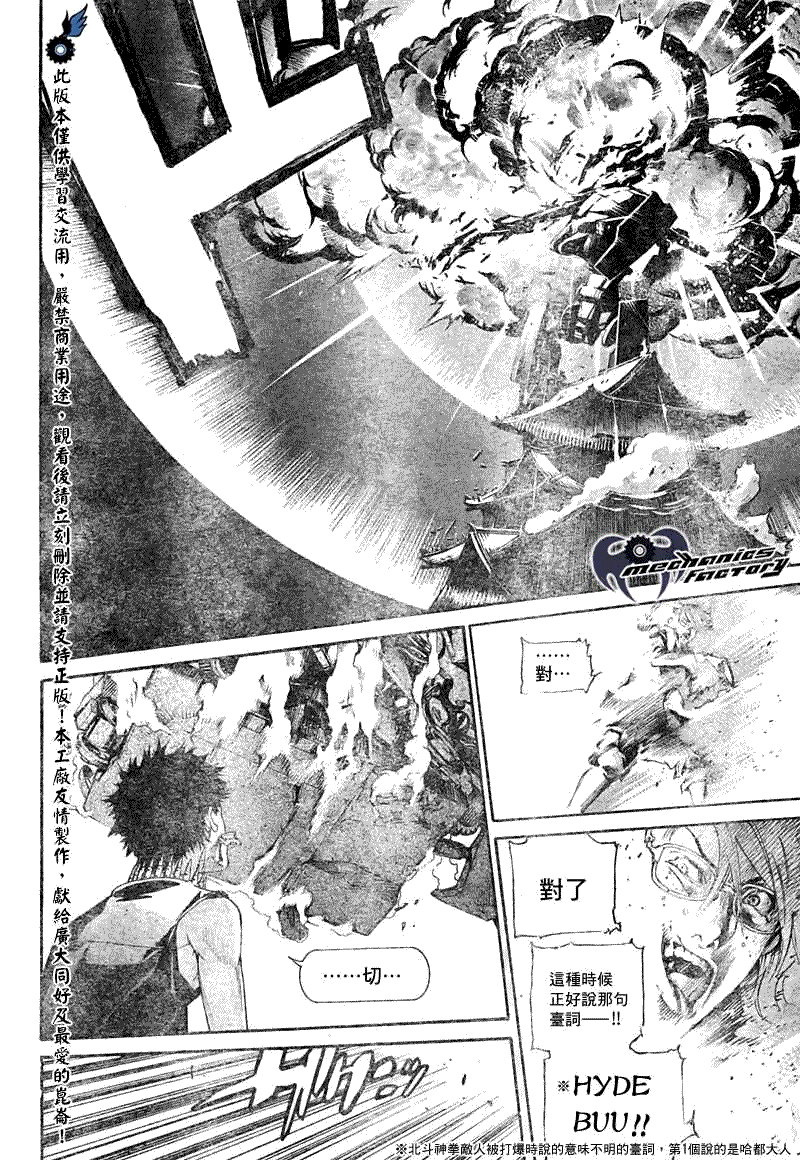 此版本僅供學習交流用，嚴禁商業用途，觀看後請立刻刪除並請支持正版！本工廠友情製作，獻給廣大同好及最愛的崑崙！
mechanics
factory
……
對…
對了
這種時候
正好說那句
臺詞──!!
※HYDE
BUU!!
……切…
※北斗神拳敵人被打爆時說的意味不明的臺詞，第1個說的是哈都大人